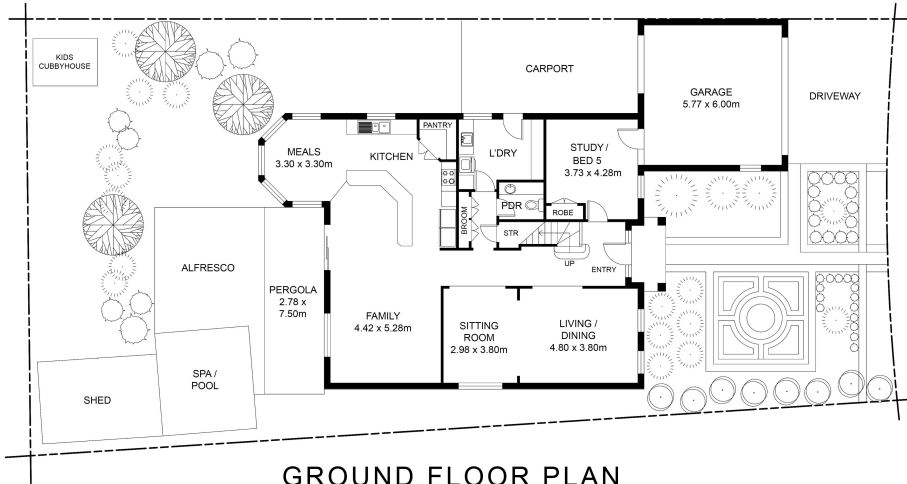 KIDS
CUBBYHOUSE
CARPORT
GARAGE
5.77 x 6.00m
DRIVEWAY
PANTRY
MEALS
3.30 x 3.30m
KITCHEN
L'DRY
STUDY /
BED 5
3.73 x 4.28m
PDR
ROBE
BROOM
STR
UP
ENTRY
ALFRESCO
PERGOLA
2.78 x
7.50m
FAMILY
4.42 x 5.28m
SITTING
ROOM
2.98 x 3.80m
LIVING /
DINING
4.80 x 3.80m
SPA /
POOL
SHED
GROUND FLOOR PLAN